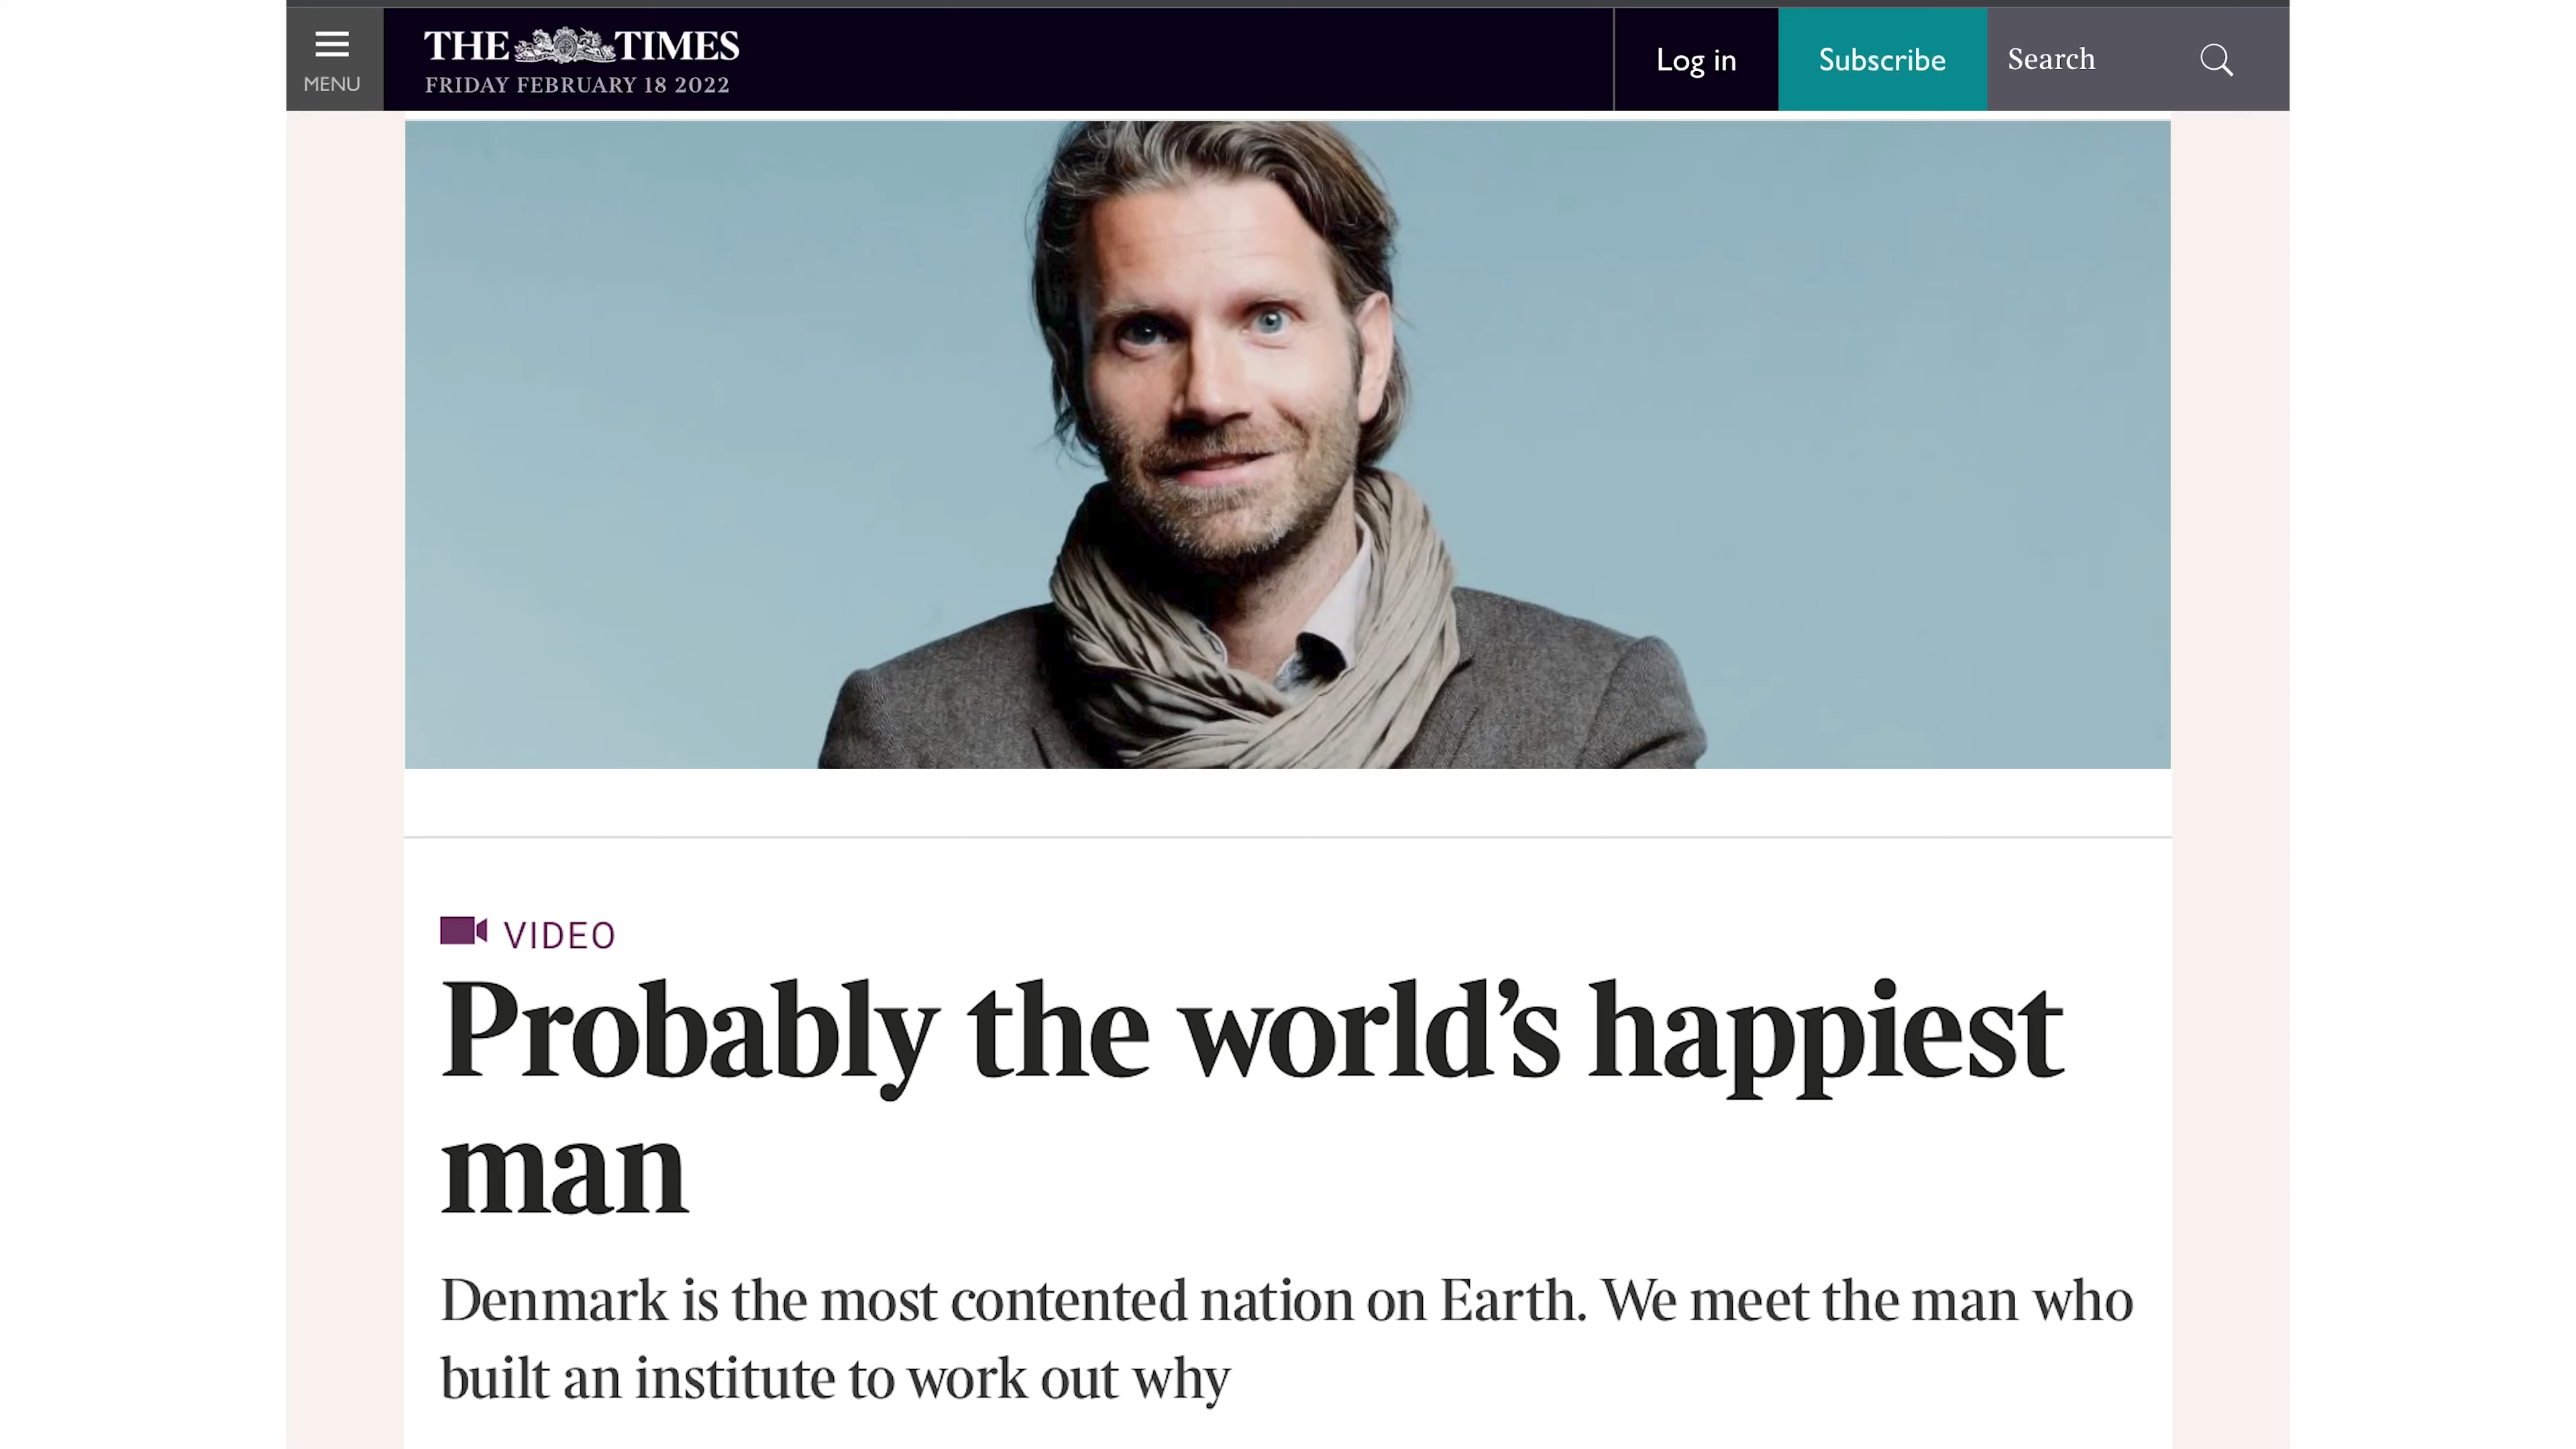 MENU
THE TIMES
FRIDAY FEBRUARY 18 2022
Log in
Subscribe
Search
VIDEO
Probably the world’s happiest
man
Denmark is the most contented nation on Earth. We meet the man who
built an institute to work out why